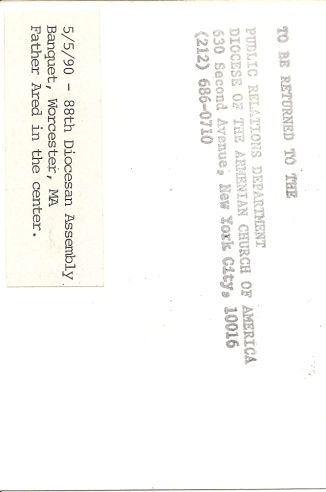 TO BE RETURNED TO THE
PUBLIC RELATIONS DEPARTMENT
DIOCESE OF THE ARMENIAN CHURCH OF AMERICA
630 Second Avenue, New York City, 10016
(212) 686-0710
5/5/90 - 88th Diocesan Assembly
Banquet, Worcester, MA
Father Ared in the center.